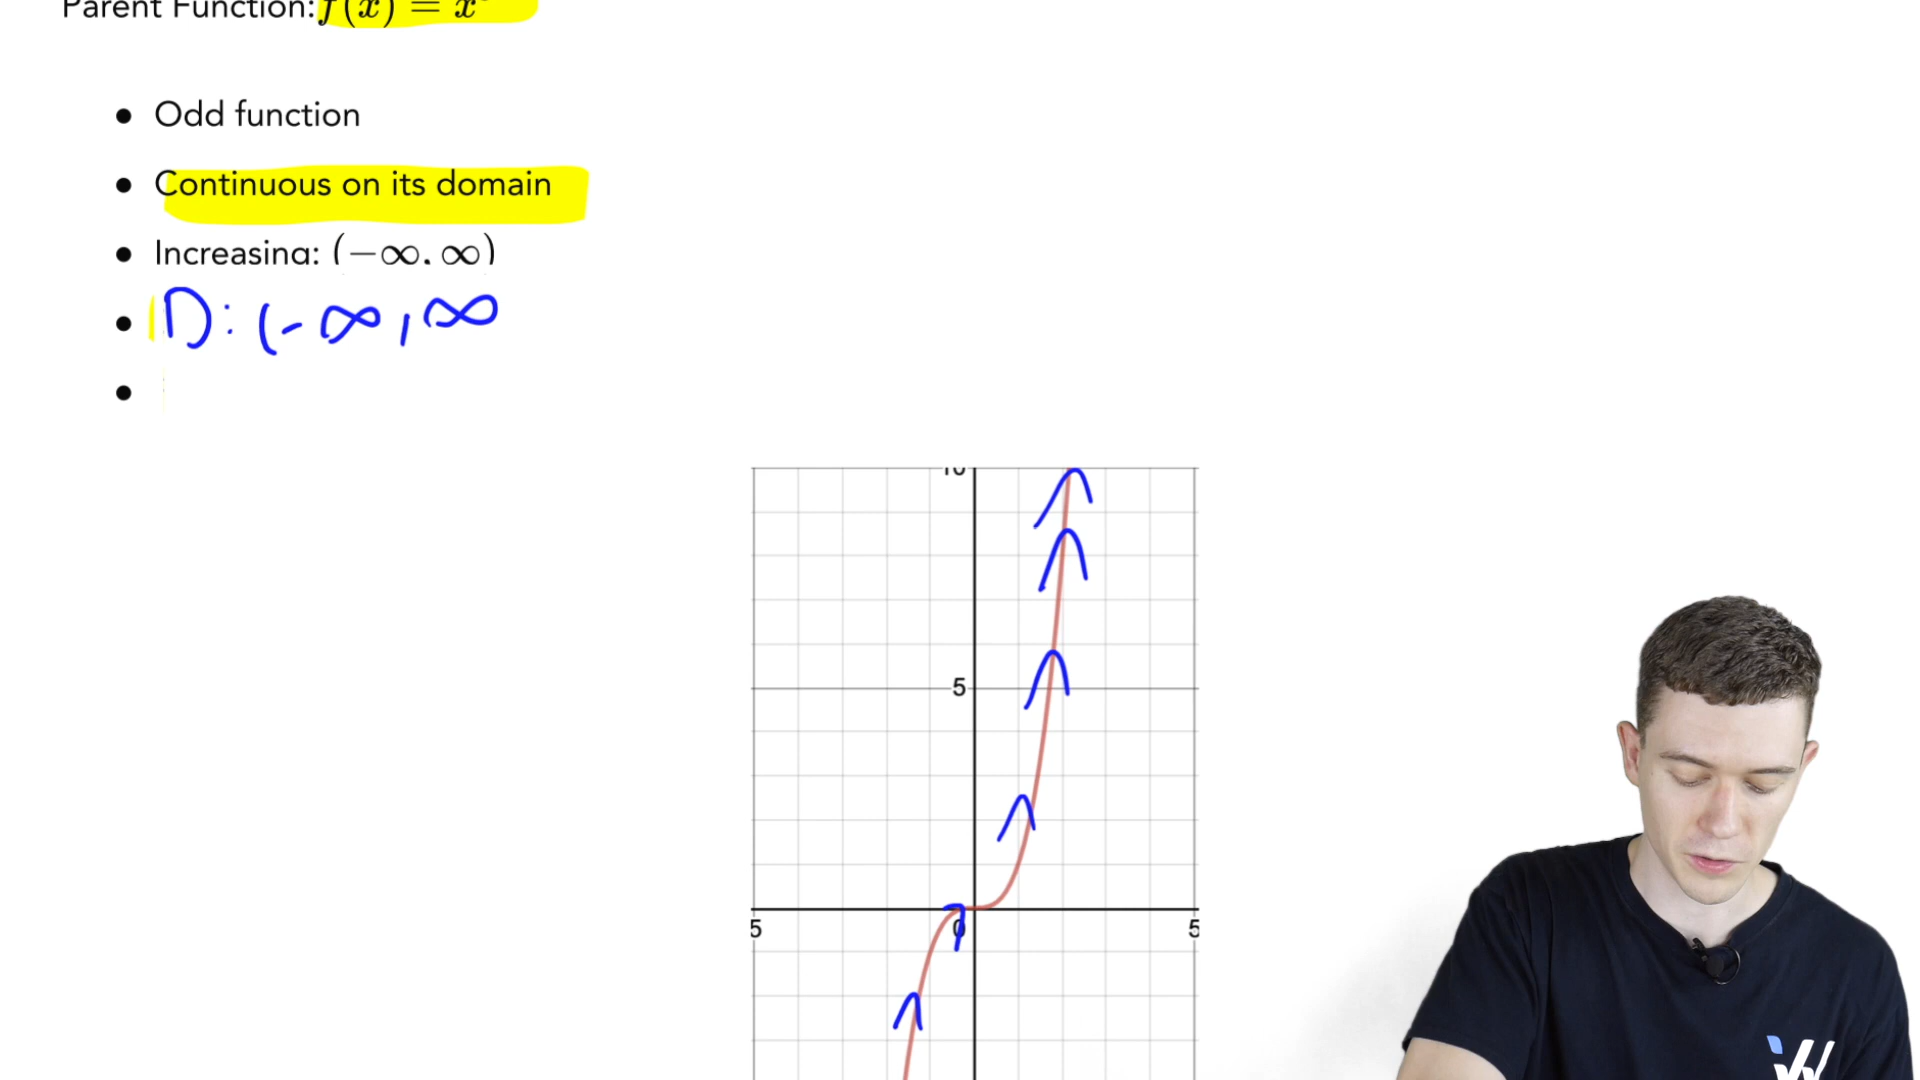 Parent Function: f(x) = x
• Odd function
• Continuous on its domain
• Increasing: (−∞, ∞)
• D: (-∞, ∞
•
10
5
5
0
5